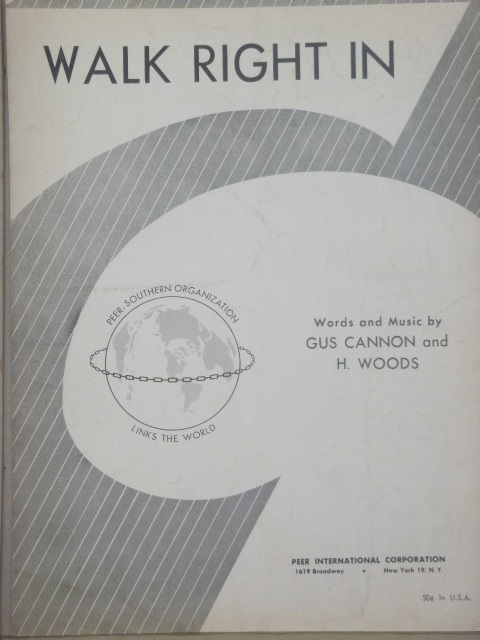 WALK RIGHT IN
PEER-SOUTHERN ORGANIZATION
LINKS THE WORLD
Words and Music by
GUS CANNON and
H. WOODS
PEER INTERNATIONAL CORPORATION
1619 Broadway • New York 19, N. Y.
50¢ In U.S.A.